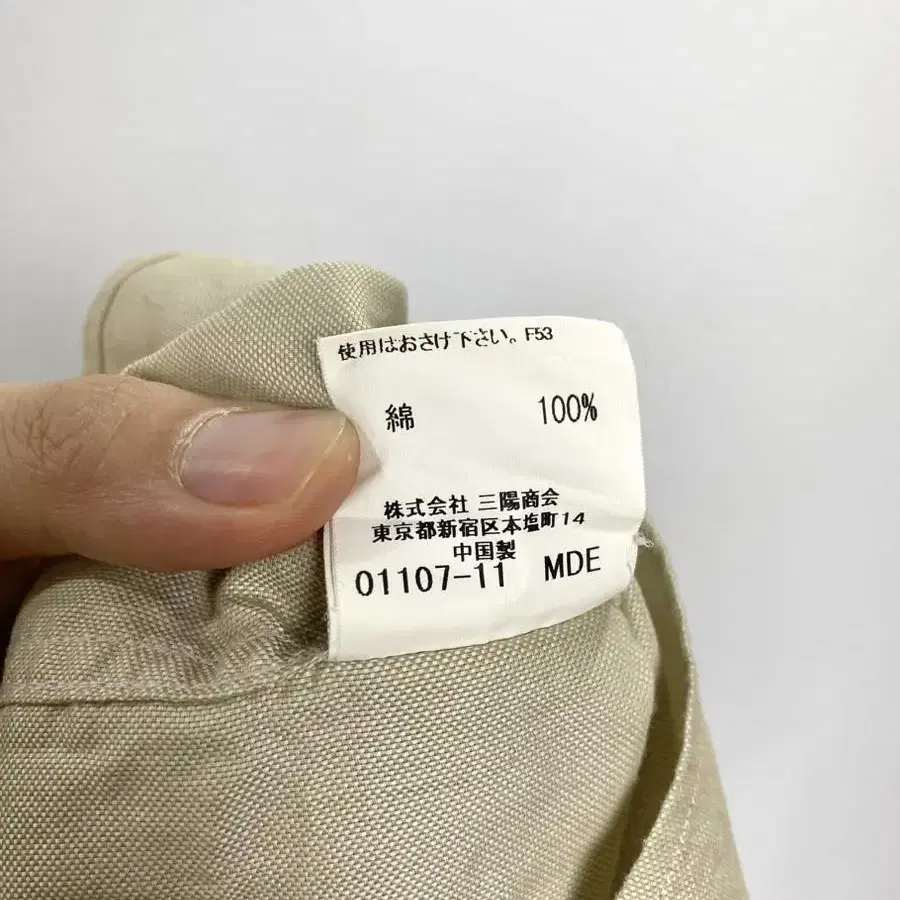 使用はおさけ下さい。F53
綿 100%
株式会社 三陽商会
東京都新宿区本塩町14
中国製
01107-11 MDE